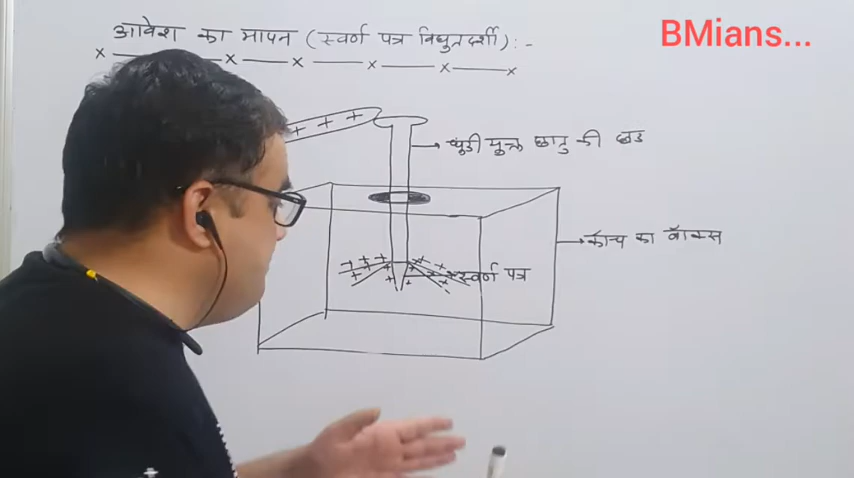 आवेश का मापन (स्वर्ण पत्र विद्युतदर्शी) :-
BMians...
+ + +
घुंडी युक्त धातु की छड़
काँच का बॉक्स
स्वर्ण पत्र